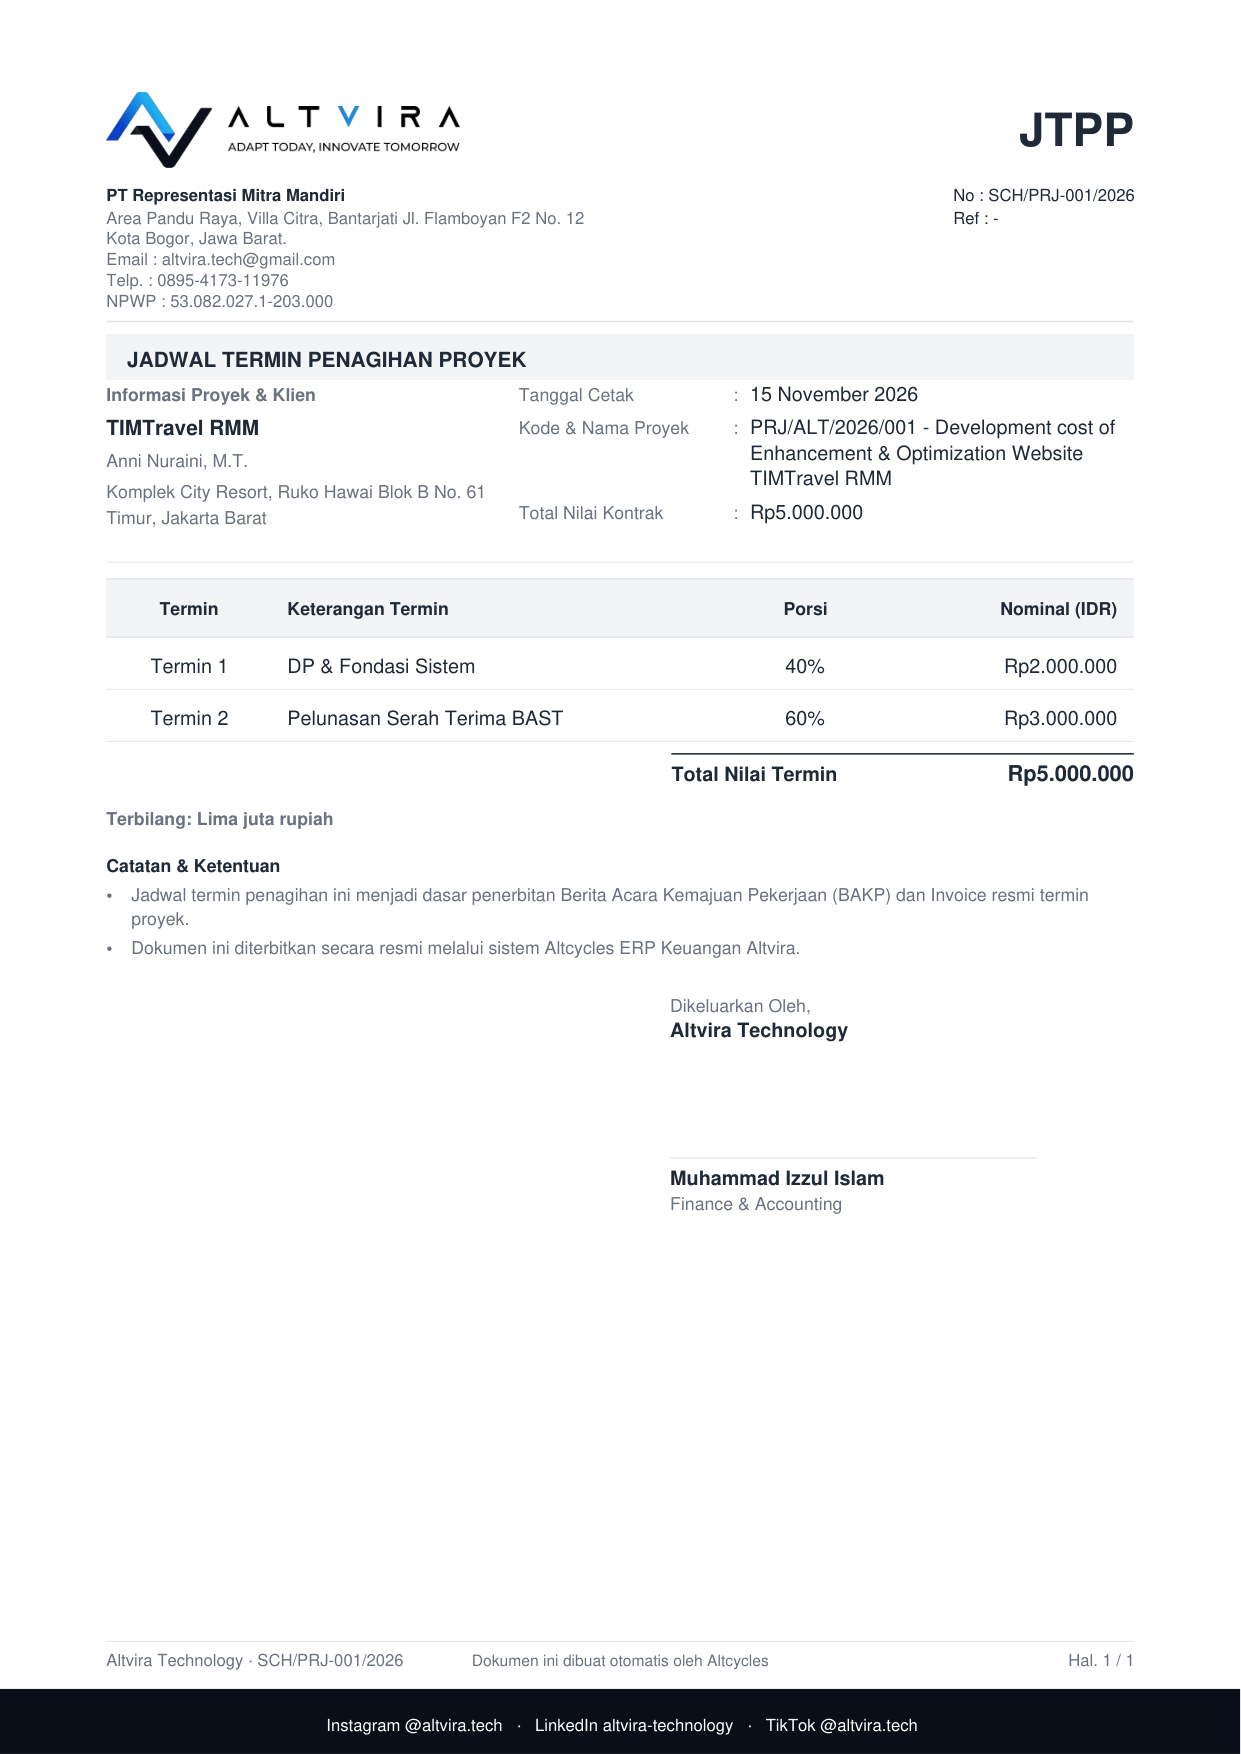 ALTVIRA
ADAPT TODAY, INNOVATE TOMORROW
JTPP
PT Representasi Mitra Mandiri
Area Pandu Raya, Villa Citra, Bantarjati Jl. Flamboyan F2 No. 12
Kota Bogor, Jawa Barat.
Email : altvira.tech@gmail.com
Telp. : 0895-4173-11976
NPWP : 53.082.027.1-203.000
No : SCH/PRJ-001/2026
Ref : -
JADWAL TERMIN PENAGIHAN PROYEK
Informasi Proyek & Klien
TIMTravel RMM
Anni Nuraini, M.T.
Komplek City Resort, Ruko Hawai Blok B No. 61
Timur, Jakarta Barat
Tanggal Cetak : 15 November 2026
Kode & Nama Proyek : PRJ/ALT/2026/001 - Development cost of
Enhancement & Optimization Website
TIMTravel RMM
Total Nilai Kontrak : Rp5.000.000
Termin Keterangan Termin Porsi Nominal (IDR)
Termin 1 DP & Fondasi Sistem 40% Rp2.000.000
Termin 2 Pelunasan Serah Terima BAST 60% Rp3.000.000
Total Nilai Termin Rp5.000.000
Terbilang: Lima juta rupiah
Catatan & Ketentuan
• Jadwal termin penagihan ini menjadi dasar penerbitan Berita Acara Kemajuan Pekerjaan (BAKP) dan Invoice resmi termin
proyek.
• Dokumen ini diterbitkan secara resmi melalui sistem Altcycles ERP Keuangan Altvira.
Dikeluarkan Oleh,
Altvira Technology
Muhammad Izzul Islam
Finance & Accounting
Altvira Technology · SCH/PRJ-001/2026 Dokumen ini dibuat otomatis oleh Altcycles Hal. 1 / 1
Instagram @altvira.tech · LinkedIn altvira-technology · TikTok @altvira.tech